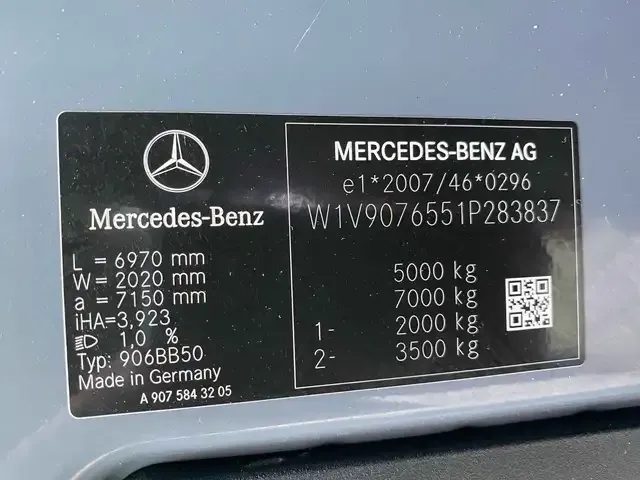 Mercedes-Benz
L = 6970 mm
W = 2020 mm
a = 7150 mm
iHA=3,923
1,0 %
Typ: 906BB50
Made in Germany
A 907 584 32 05
MERCEDES-BENZ AG
e1*2007/46*0296
W1V9076551P283837
5000 kg
7000 kg
1- 2000 kg
2- 3500 kg